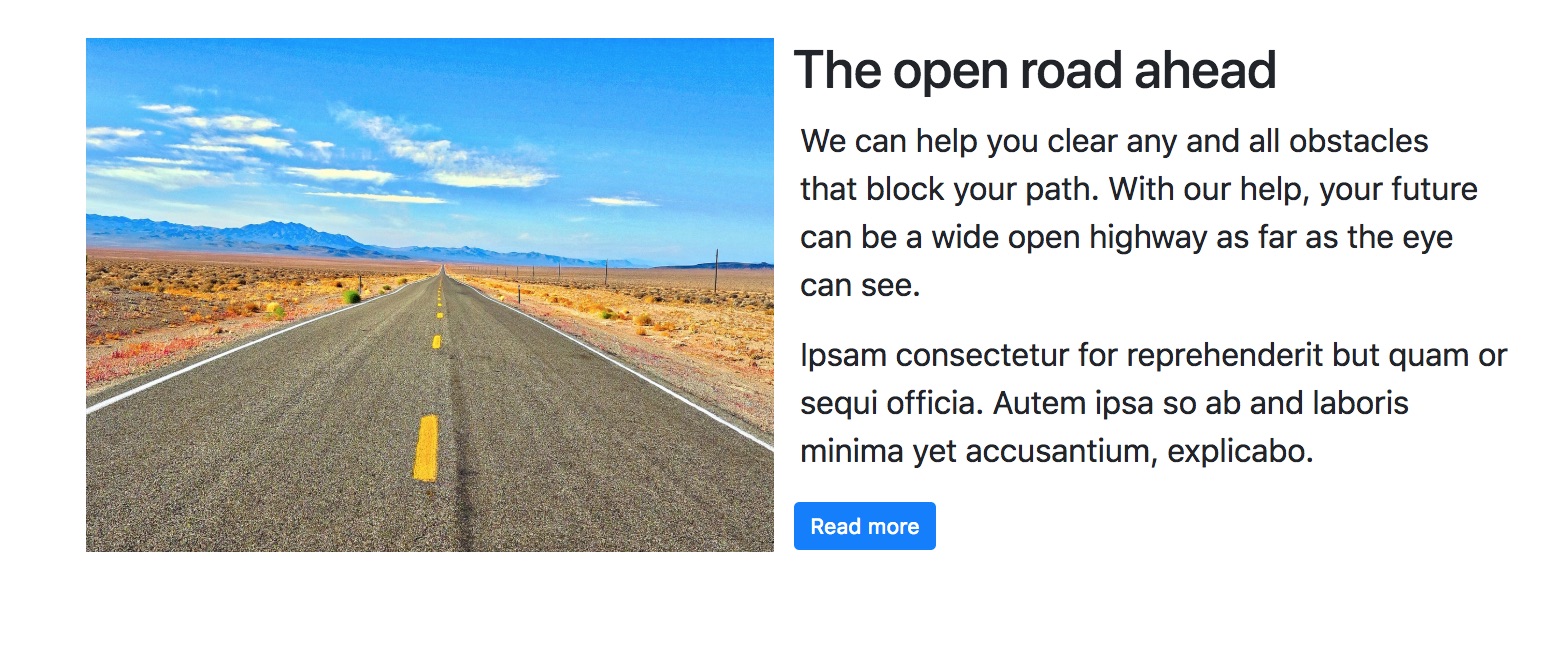 The open road ahead
We can help you clear any and all obstacles
that block your path. With our help, your future
can be a wide open highway as far as the eye
can see.
Ipsam consectetur for reprehenderit but quam or
sequi officia. Autem ipsa so ab and laboris
minima yet accusantium, explicabo.
Read more